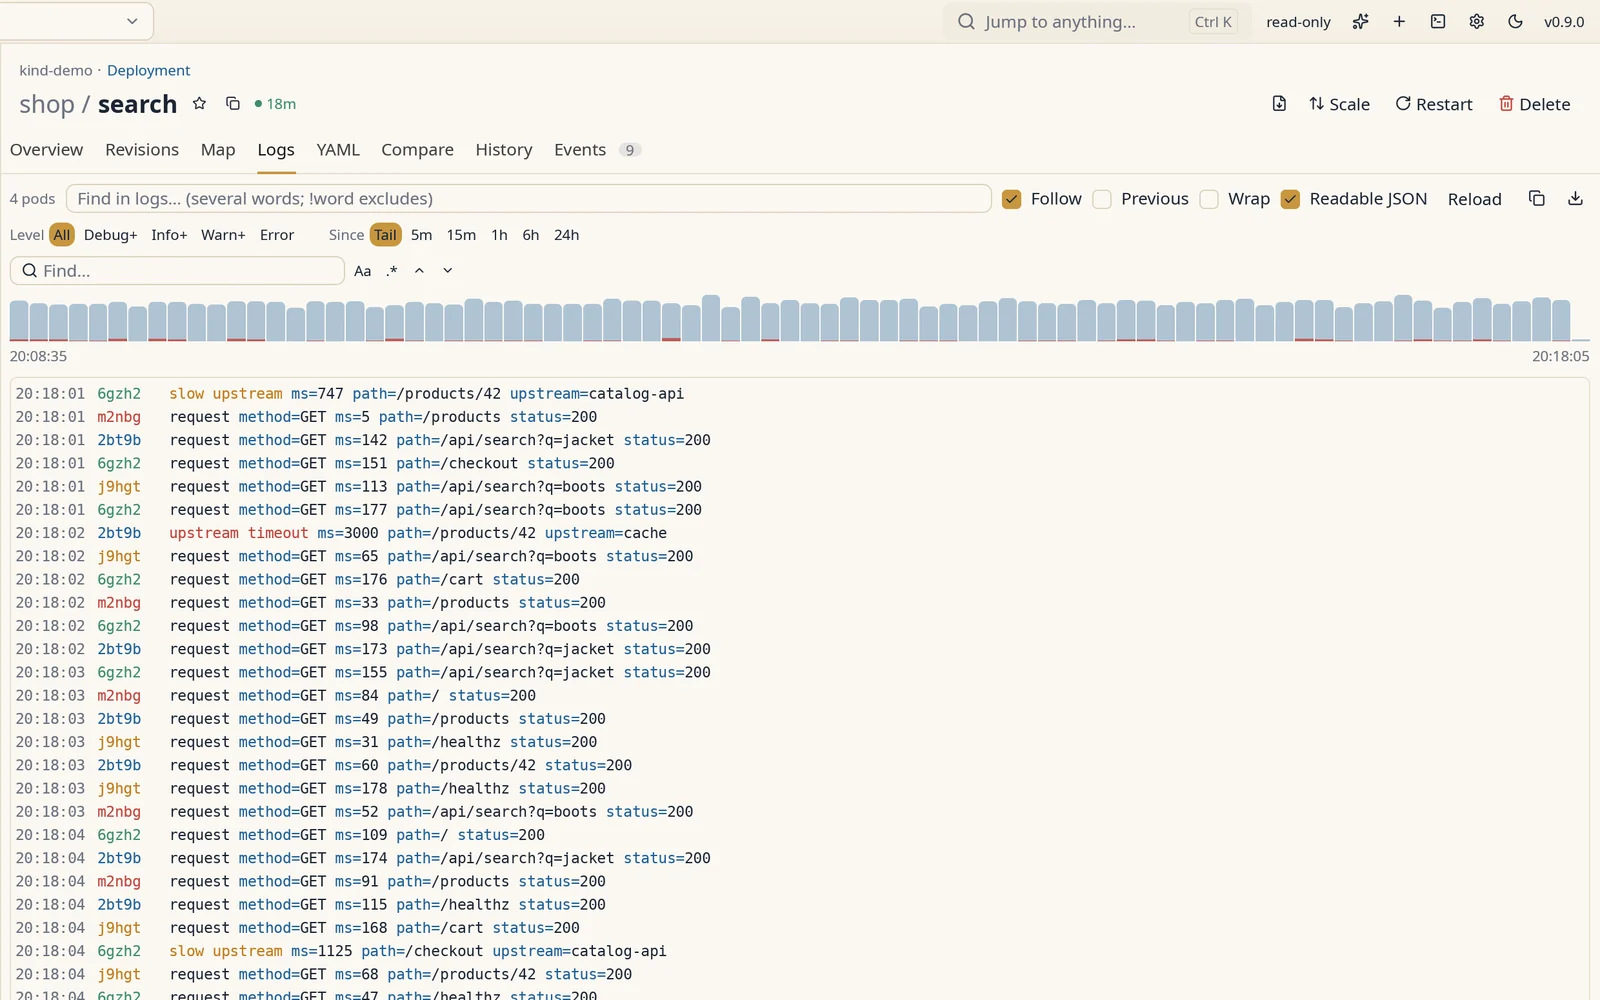 Jump to anything... Ctrl K read-only v0.9.0
kind-demo · Deployment
shop / search 18m Scale Restart Delete
Overview Revisions Map Logs YAML Compare History Events 9
4 pods Find in logs... (several words; !word excludes) Follow Previous Wrap Readable JSON Reload
Level All Debug+ Info+ Warn+ Error Since Tail 5m 15m 1h 6h 24h
Find... Aa .*
20:08:35 20:18:05
20:18:01 6gzh2 slow upstream ms=747 path=/products/42 upstream=catalog-api
20:18:01 m2nbg request method=GET ms=5 path=/products status=200
20:18:01 2bt9b request method=GET ms=142 path=/api/search?q=jacket status=200
20:18:01 6gzh2 request method=GET ms=151 path=/checkout status=200
20:18:01 j9hgt request method=GET ms=113 path=/api/search?q=boots status=200
20:18:01 6gzh2 request method=GET ms=177 path=/api/search?q=boots status=200
20:18:02 2bt9b upstream timeout ms=3000 path=/products/42 upstream=cache
20:18:02 j9hgt request method=GET ms=65 path=/api/search?q=boots status=200
20:18:02 6gzh2 request method=GET ms=176 path=/cart status=200
20:18:02 m2nbg request method=GET ms=33 path=/products status=200
20:18:02 6gzh2 request method=GET ms=98 path=/api/search?q=boots status=200
20:18:02 2bt9b request method=GET ms=173 path=/api/search?q=jacket status=200
20:18:03 6gzh2 request method=GET ms=155 path=/api/search?q=jacket status=200
20:18:03 m2nbg request method=GET ms=84 path=/ status=200
20:18:03 2bt9b request method=GET ms=49 path=/products status=200
20:18:03 j9hgt request method=GET ms=31 path=/healthz status=200
20:18:03 2bt9b request method=GET ms=60 path=/products/42 status=200
20:18:03 j9hgt request method=GET ms=178 path=/healthz status=200
20:18:03 m2nbg request method=GET ms=52 path=/api/search?q=boots status=200
20:18:04 6gzh2 request method=GET ms=109 path=/ status=200
20:18:04 2bt9b request method=GET ms=174 path=/api/search?q=jacket status=200
20:18:04 m2nbg request method=GET ms=91 path=/products status=200
20:18:04 2bt9b request method=GET ms=115 path=/healthz status=200
20:18:04 j9hgt request method=GET ms=168 path=/cart status=200
20:18:04 6gzh2 slow upstream ms=1125 path=/checkout upstream=catalog-api
20:18:04 j9hgt request method=GET ms=68 path=/products/42 status=200
20:18:04 6gzh2 request method=GET ms=47 path=/healthz status=200